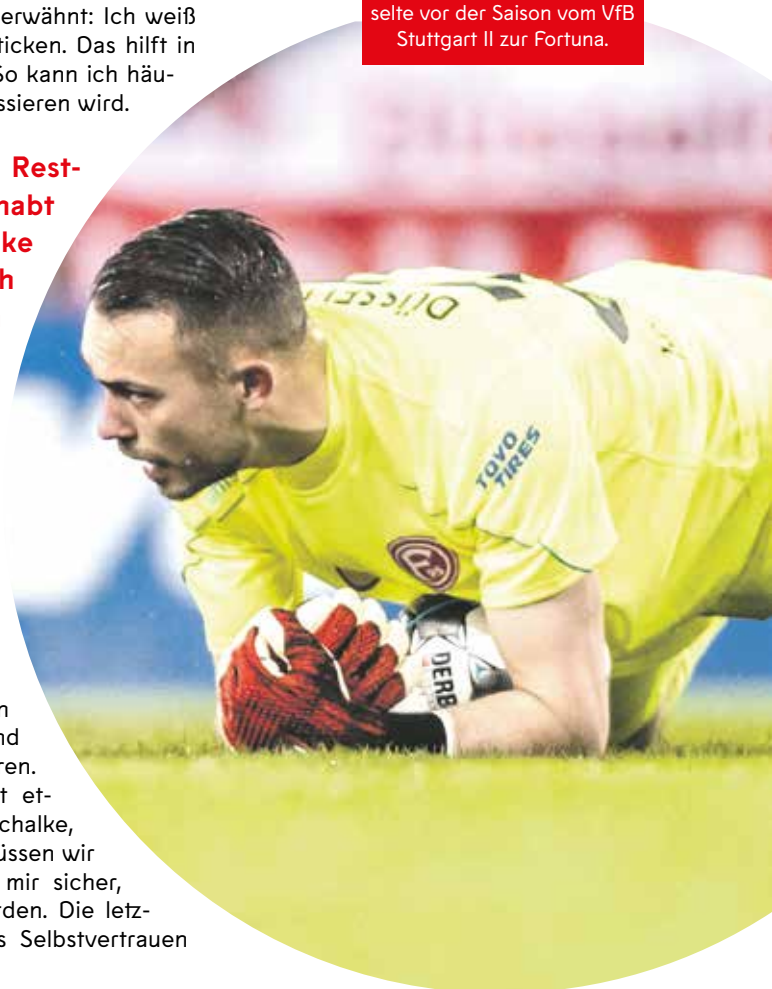 erwähnt: Ich weiß
ticken. Das hilft in
So kann ich häu-
ssieren wird.
Rest-
habt
ke
h
n
nd
ren.
t et-
chalke,
üssen wir
mir sicher,
rden. Die letz-
s Selbstvertrauen
selte vor der Saison vom VfB
Stuttgart II zur Fortuna.
TOYO
TIRES
DERB